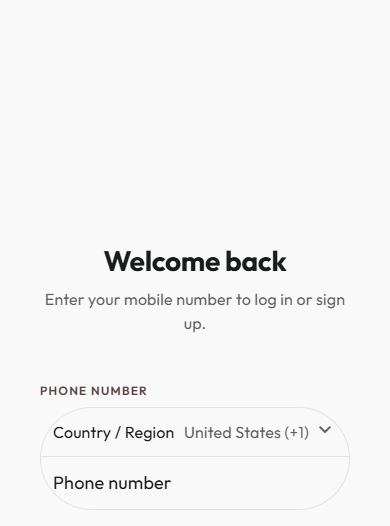 Welcome back
Enter your mobile number to log in or sign
up.
PHONE NUMBER
Country / Region United States (+1)
Phone number